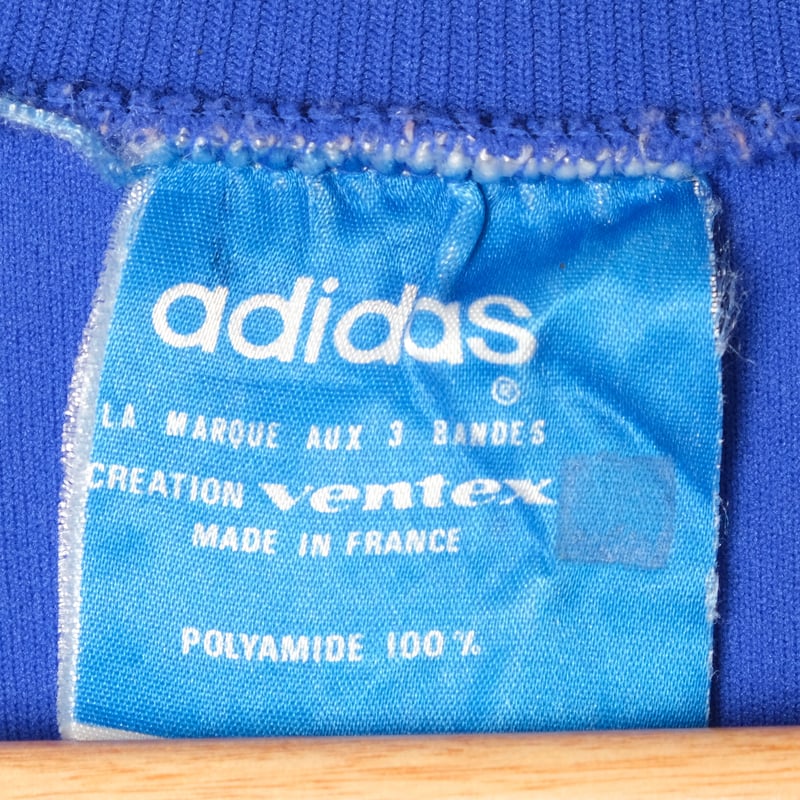 adidas
®
LA MARQUE AUX 3 BANDES
CREATION ventex
MADE IN FRANCE
POLYAMIDE 100%